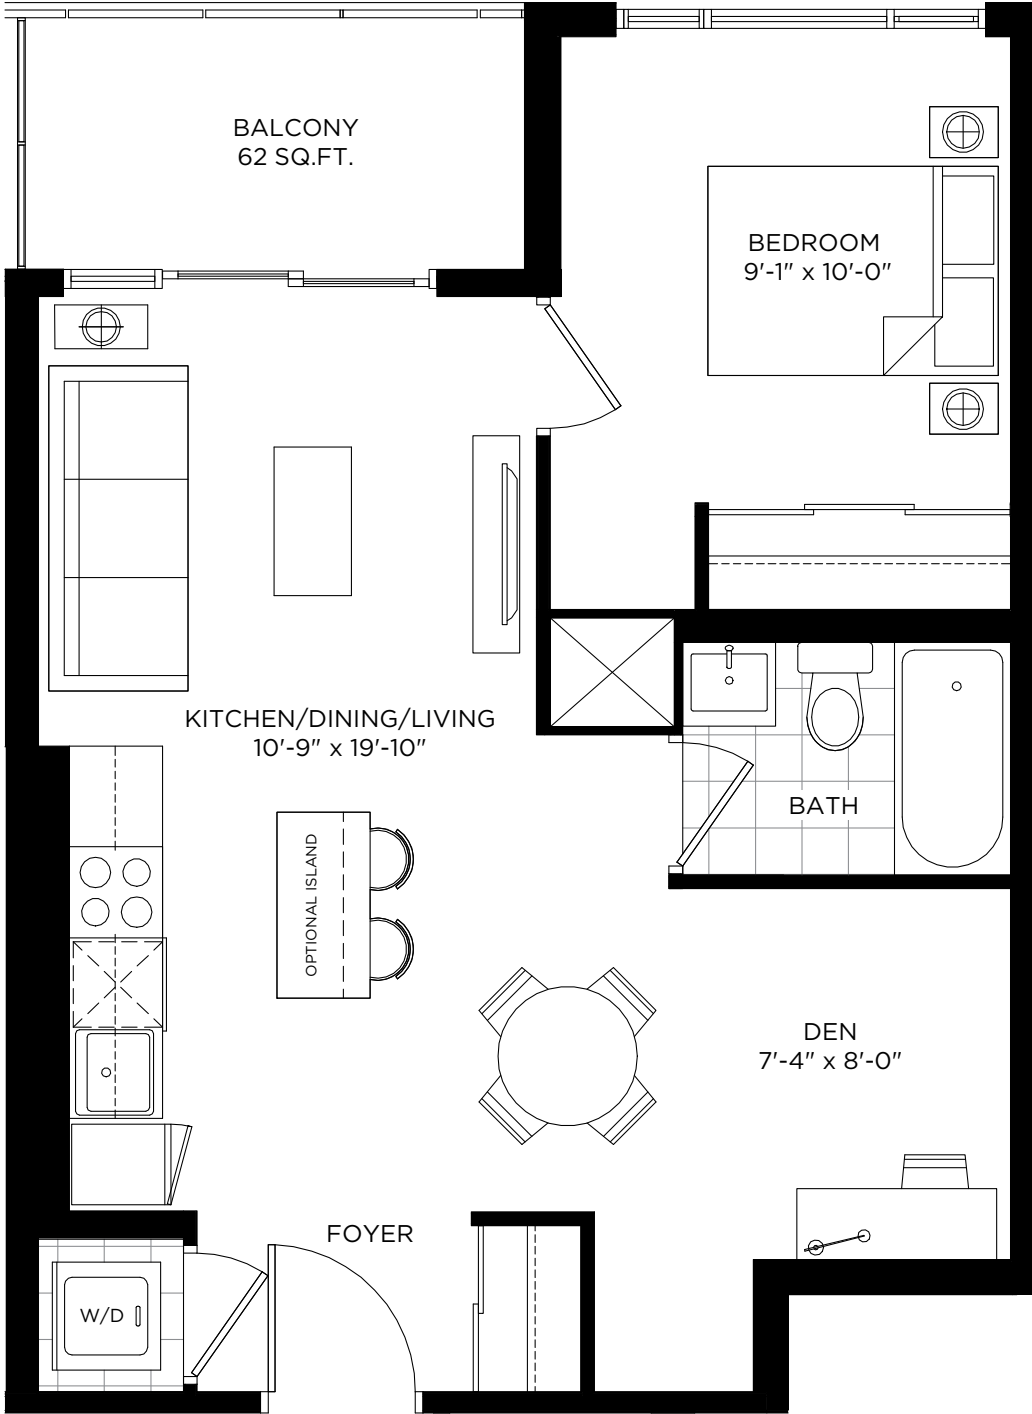 BALCONY
62 SQ.FT.
BEDROOM
9'-1" x 10'-0"
KITCHEN/DINING/LIVING
10'-9" x 19'-10"
BATH
OPTIONAL ISLAND
DEN
7'-4" x 8'-0"
FOYER
W/D